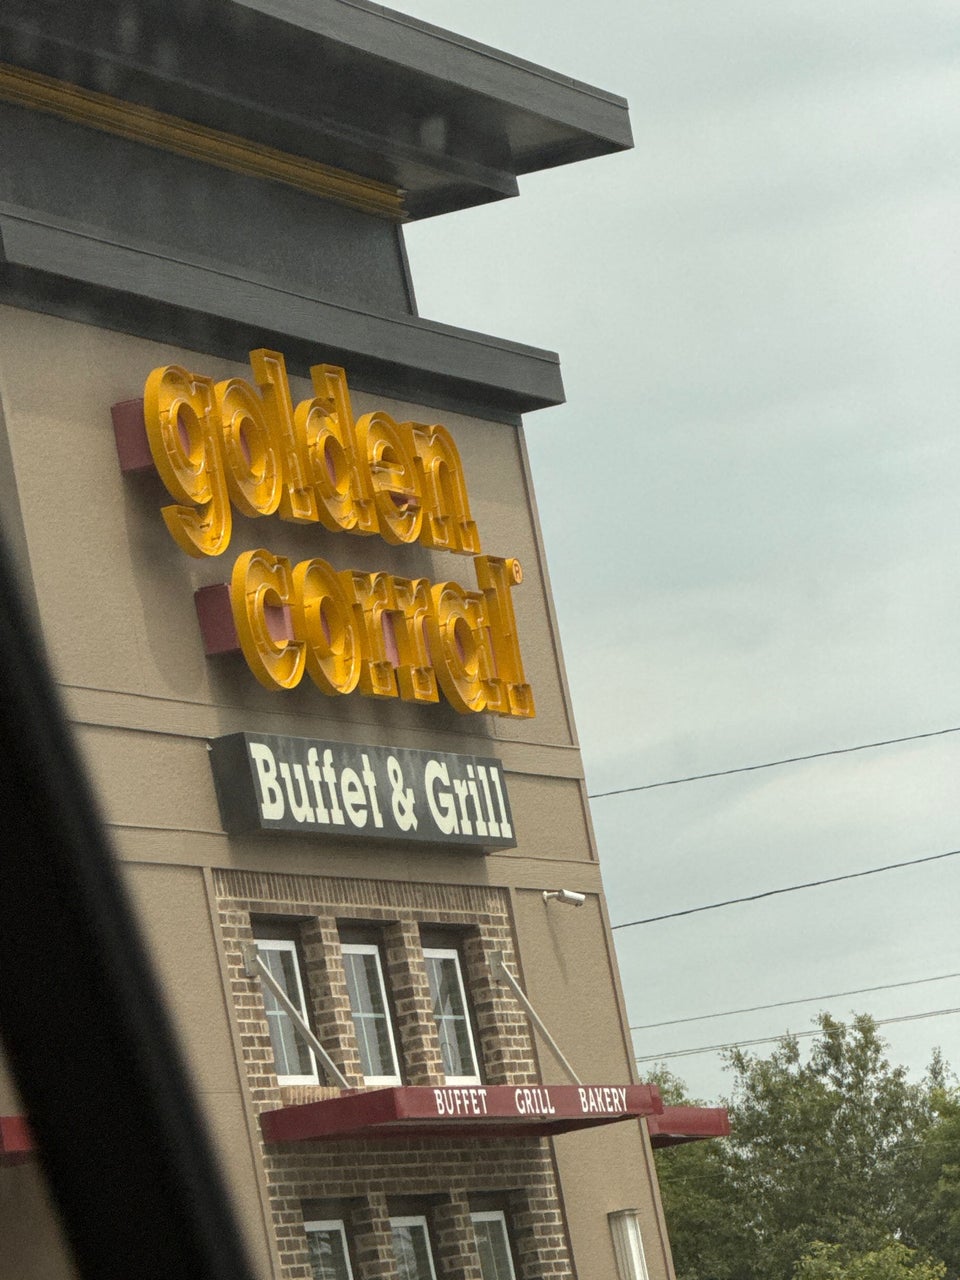 golden
corral®
Buffet & Grill
BUFFET GRILL BAKERY